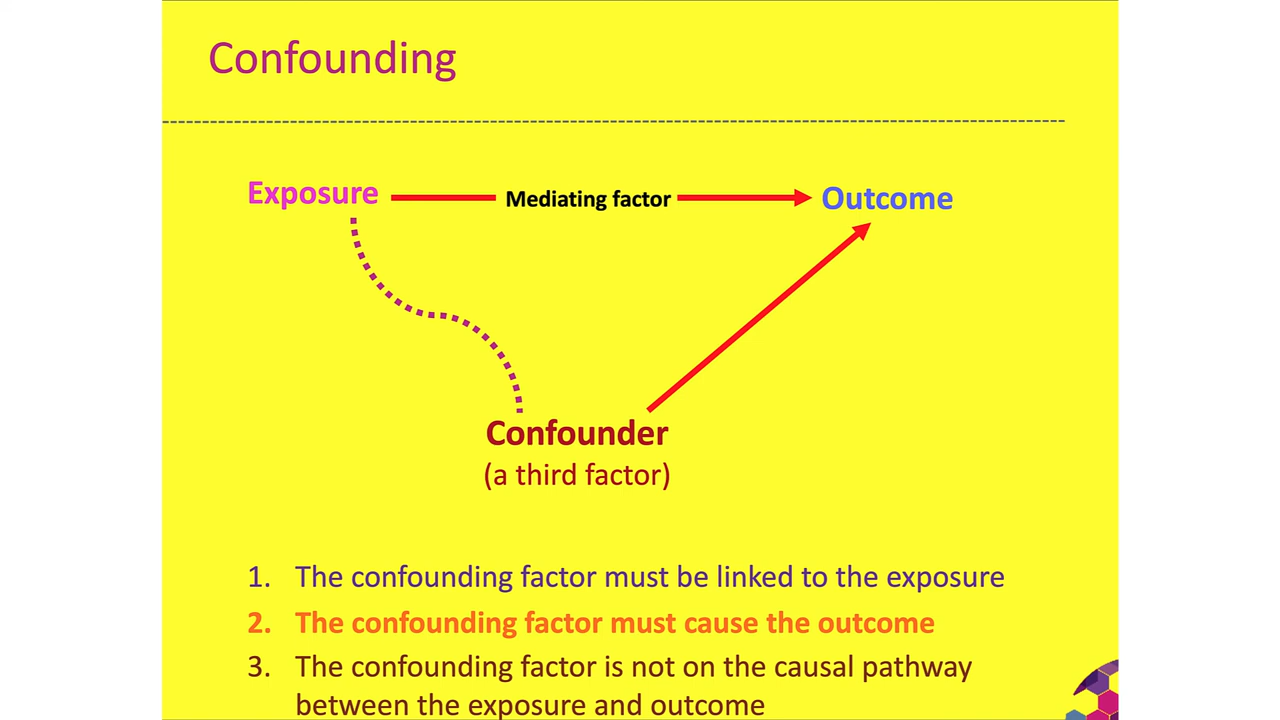 Confounding
Exposure
Mediating factor
Outcome
Confounder
(a third factor)
1. The confounding factor must be linked to the exposure
2. The confounding factor must cause the outcome
3. The confounding factor is not on the causal pathway
between the exposure and outcome